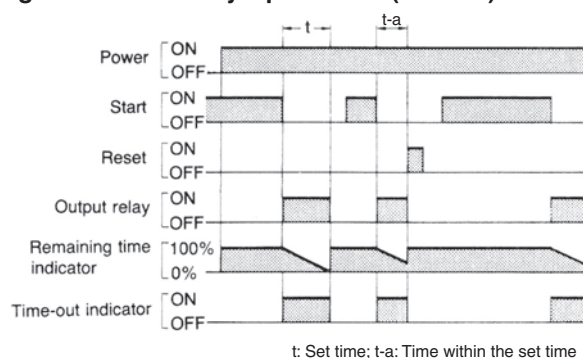 t
t-a
Power
ON
OFF
Start
ON
OFF
Reset
ON
OFF
Output relay
ON
OFF
Remaining time
indicator
100%
0%
Time-out indicator
ON
OFF
t: Set time; t-a: Time within the set time